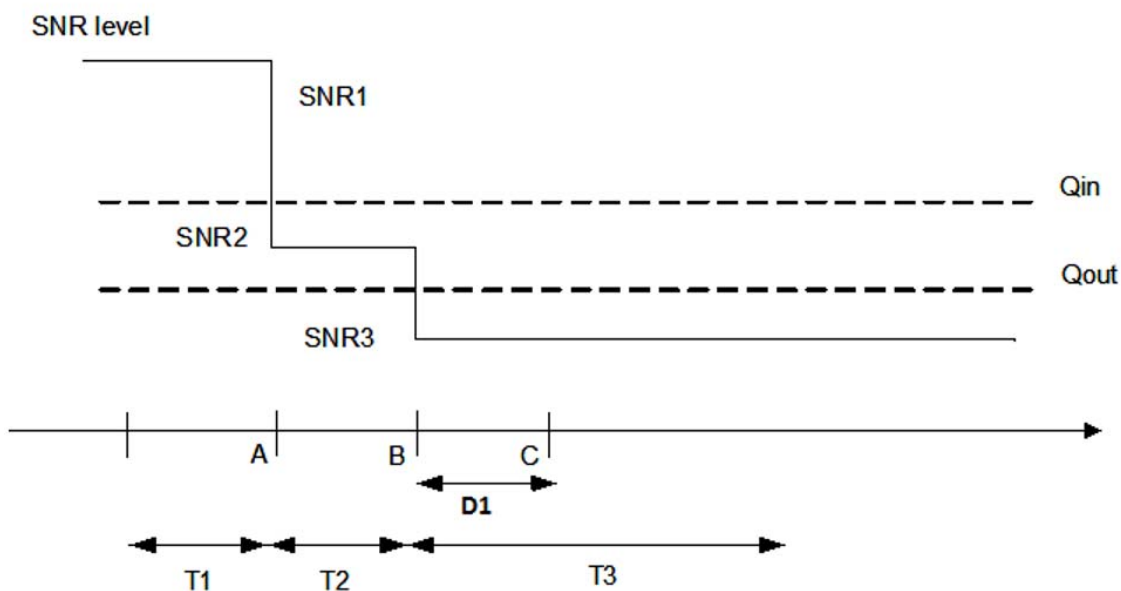 SNR level
SNR1
Qin
SNR2
Qout
SNR3
A B C
D1
T1 T2 T3